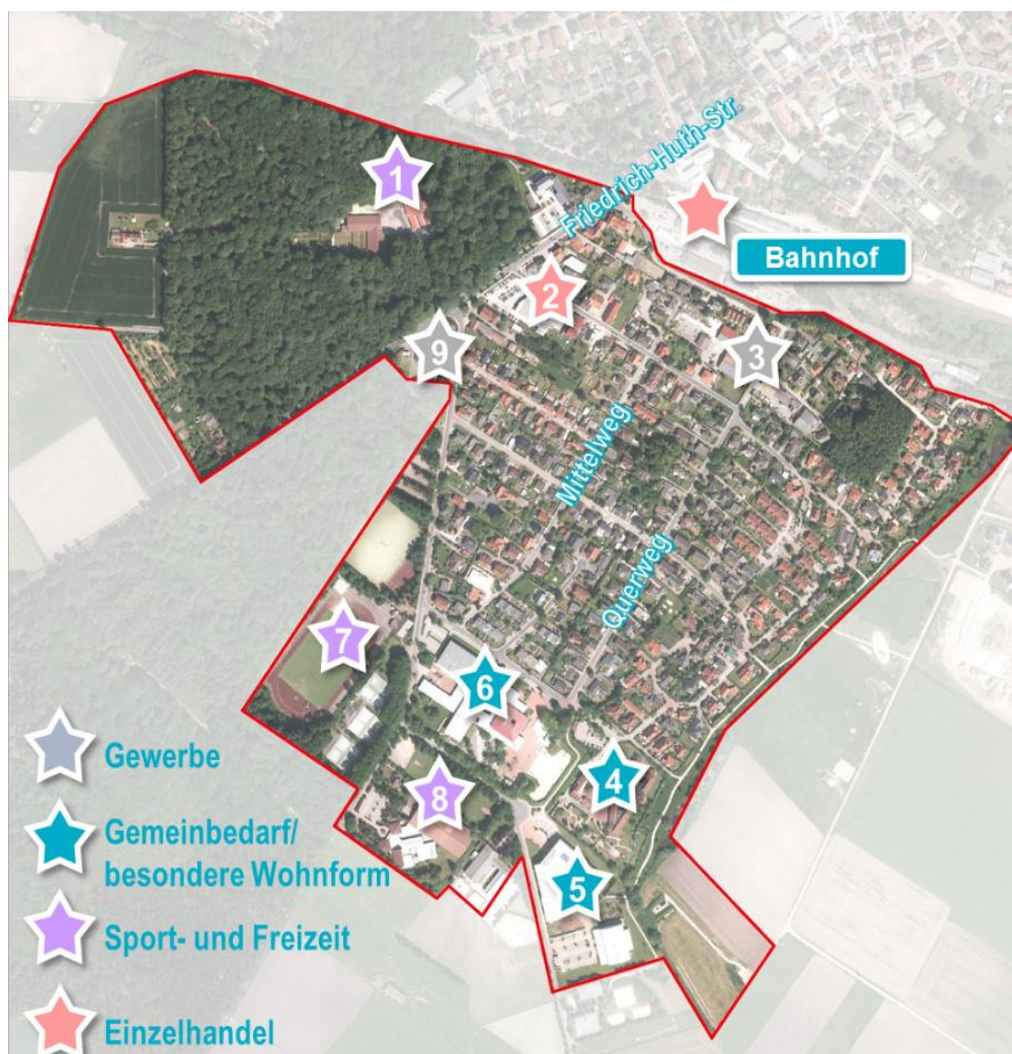 1
Friedrich-Huth-Str.
Bahnhof
2
9
3
Mittelweg
Querweg
7
6
4
8
5
Gewerbe
Gemeinbedarf/
besondere Wohnform
Sport- und Freizeit
Einzelhandel